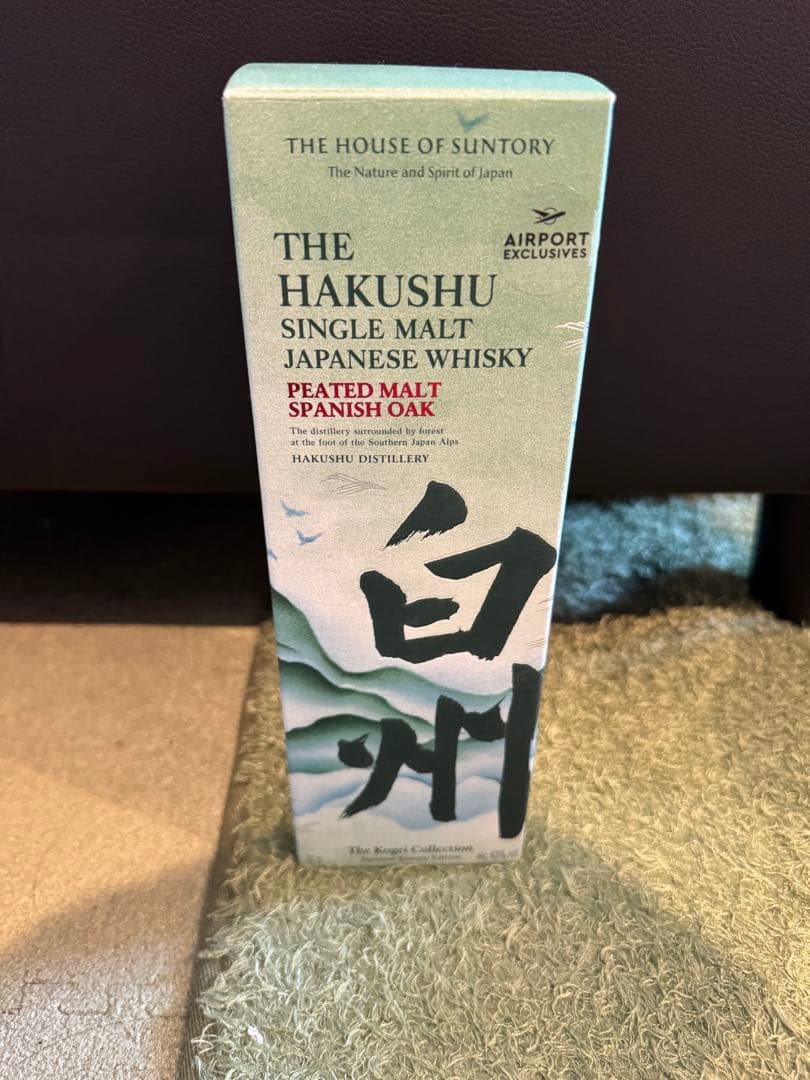 THE HOUSE OF SUNTORY
The Nature and Spirit of Japan
AIRPORT
EXCLUSIVES
THE
HAKUSHU
SINGLE MALT
JAPANESE WHISKY
PEATED MALT
SPANISH OAK
The distillery surrounded by forest
at the foot of the Southern Japan Alps
HAKUSHU DISTILLERY
白
州
The Kogei Collection